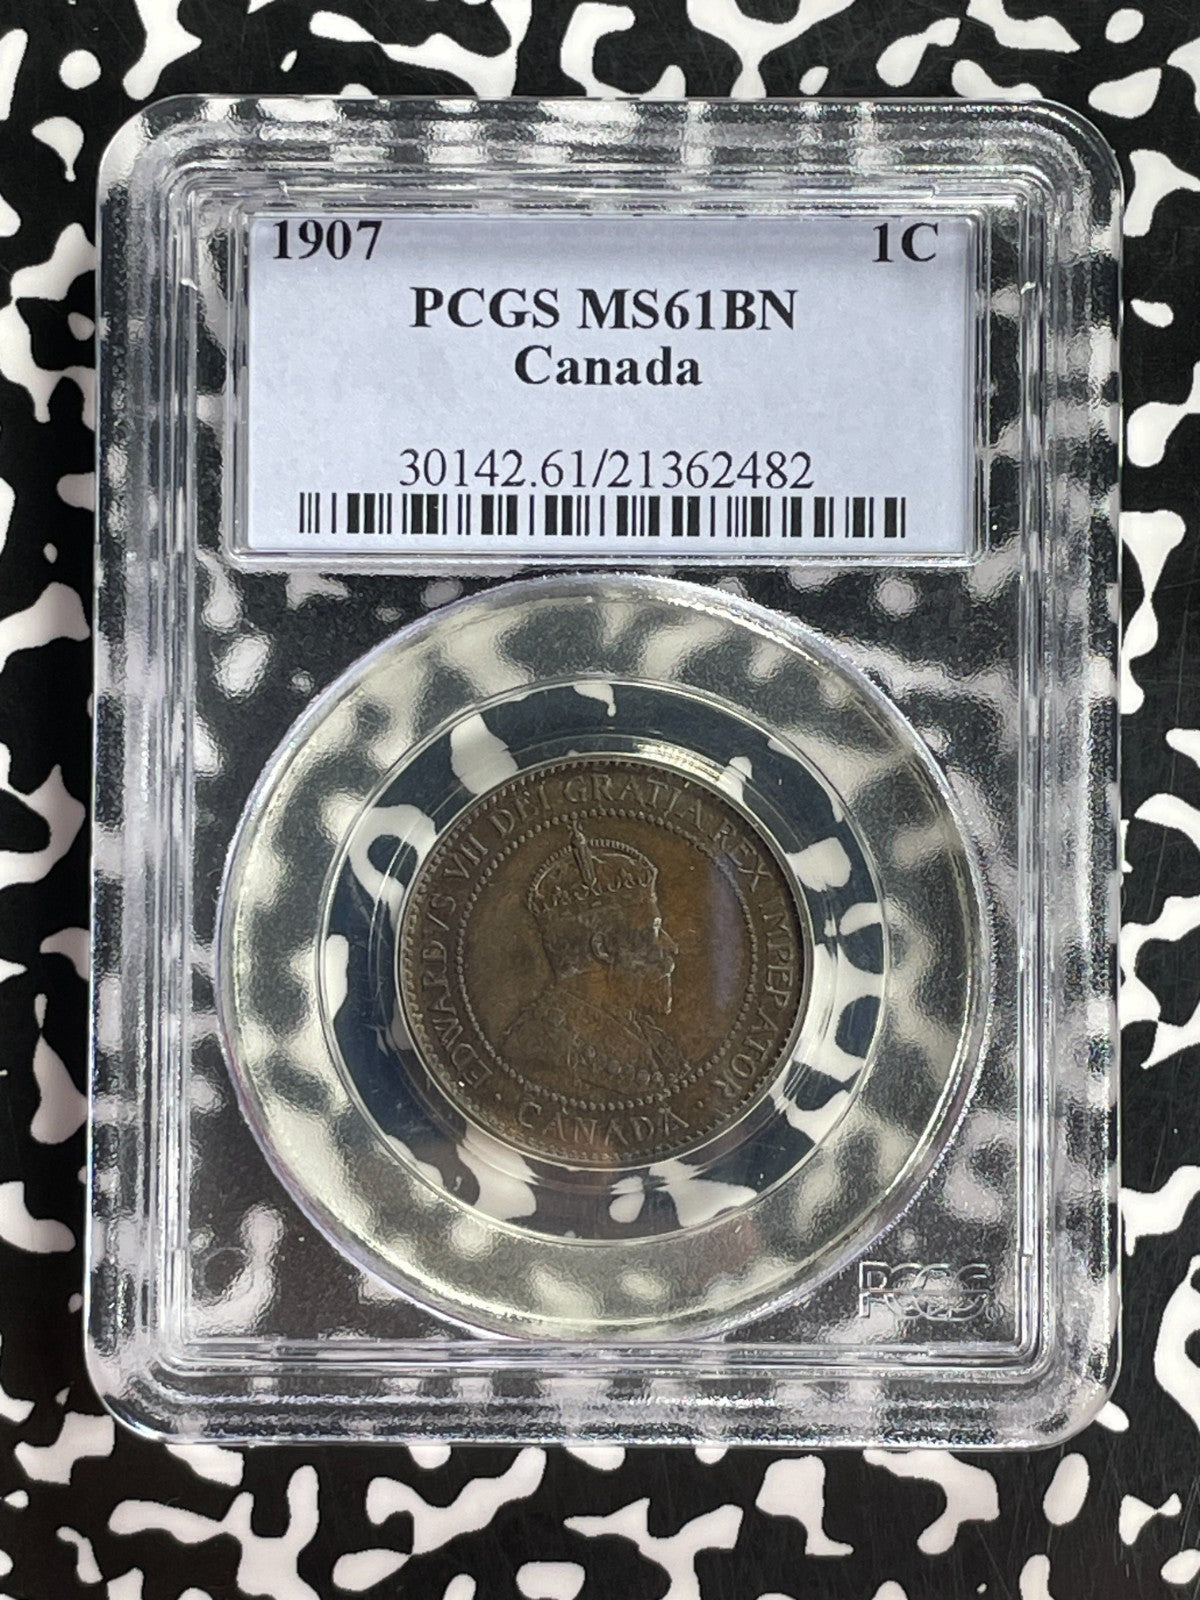 1907 1C
PCGS MS61BN
Canada
30142.61/21362482
EDWARDVS VII DEI GRATIA REX IMPERATOR
CANADA
PCGS